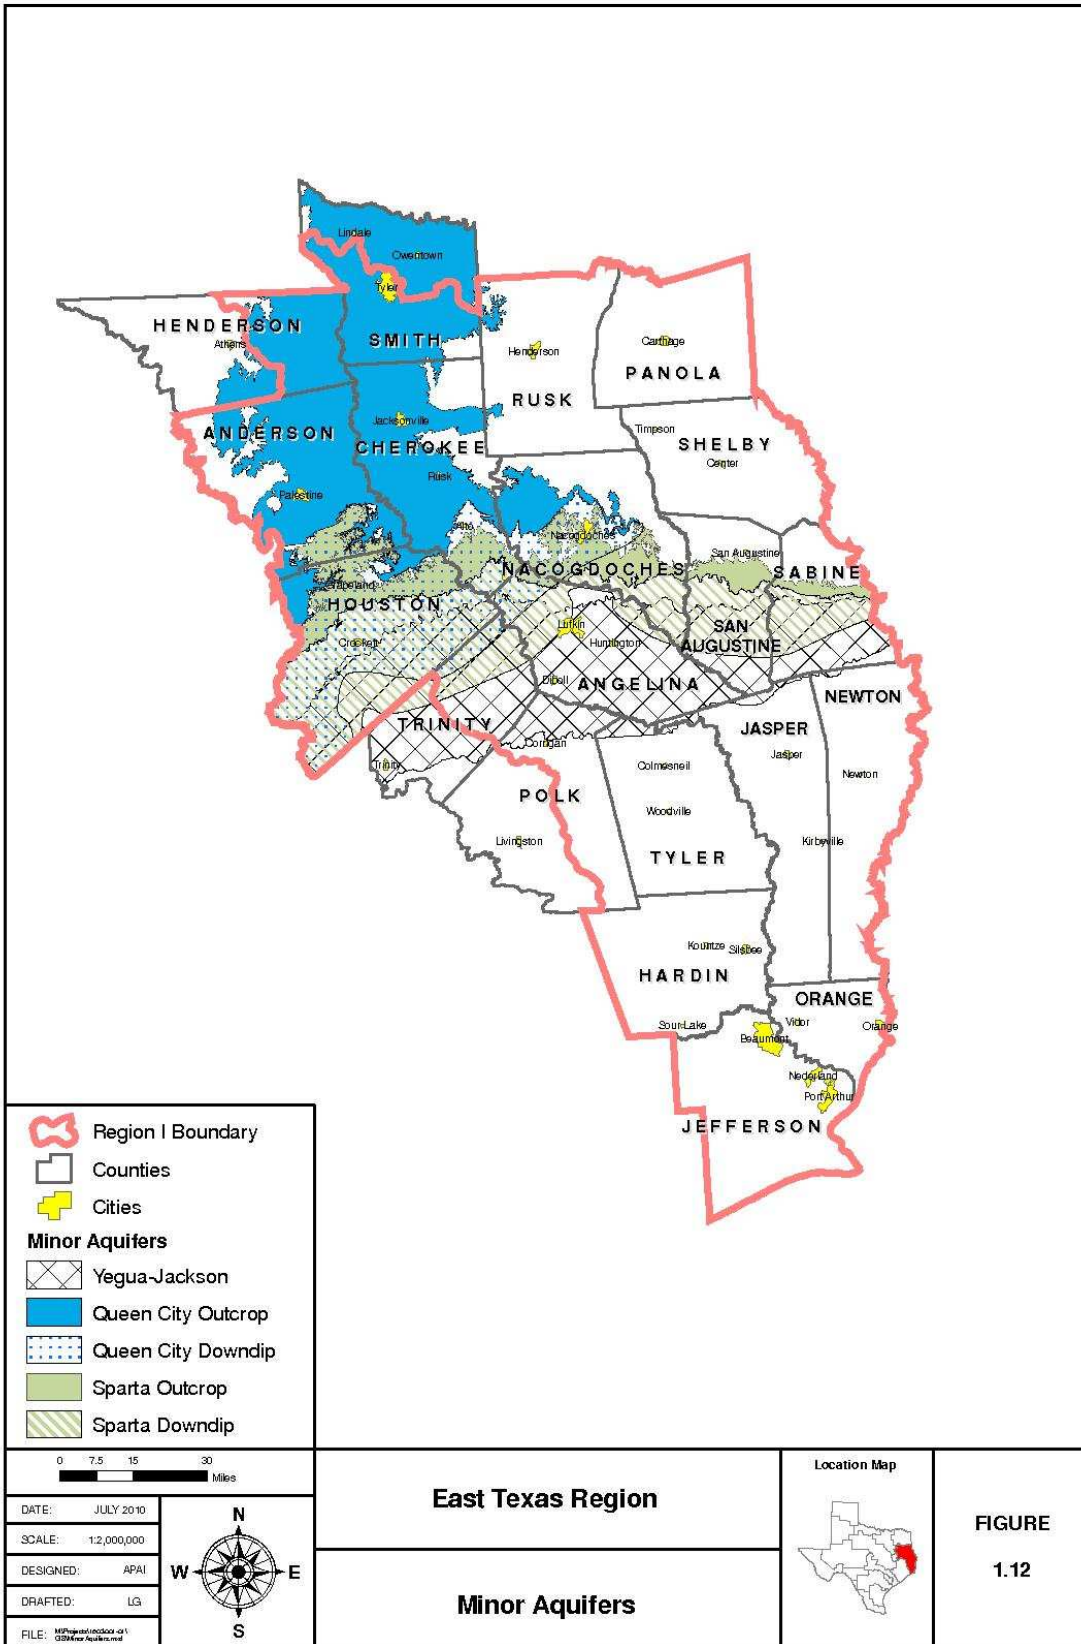 Lindale
Owentown
Tyler
HENDERSON
Athens
SMITH
Henderson
Carthage
PANOLA
RUSK
ANDERSON
Jacksonville
CHEROKEE
Timpson
SHELBY
Center
Rusk
Palestine
Alto
Nacogdoches
San Augustine
NACOGDOCHES
SABINE
Grapeland
HOUSTON
Lufkin
SAN
AUGUSTINE
Crockett
Huntington
Diboll
ANGELINA
NEWTON
TRINITY
JASPER
Corrigan
Jasper
Trinity
Colmesneil
Newton
POLK
Woodville
Livingston
Kirbyville
TYLER
Kountze
Silsbee
HARDIN
ORANGE
Sour Lake
Vidor
Orange
Beaumont
Nederland
Port Arthur
JEFFERSON
Region I Boundary
Counties
Cities
Minor Aquifers
Yegua-Jackson
Queen City Outcrop
Queen City Downdip
Sparta Outcrop
Sparta Downdip
0 7.5 15 30
Miles
DATE: JULY 2010
SCALE: 1:2,000,000
DESIGNED: APAI
DRAFTED: LG
FILE:
N
W E
S
East Texas Region
Minor Aquifers
Location Map
FIGURE
1.12